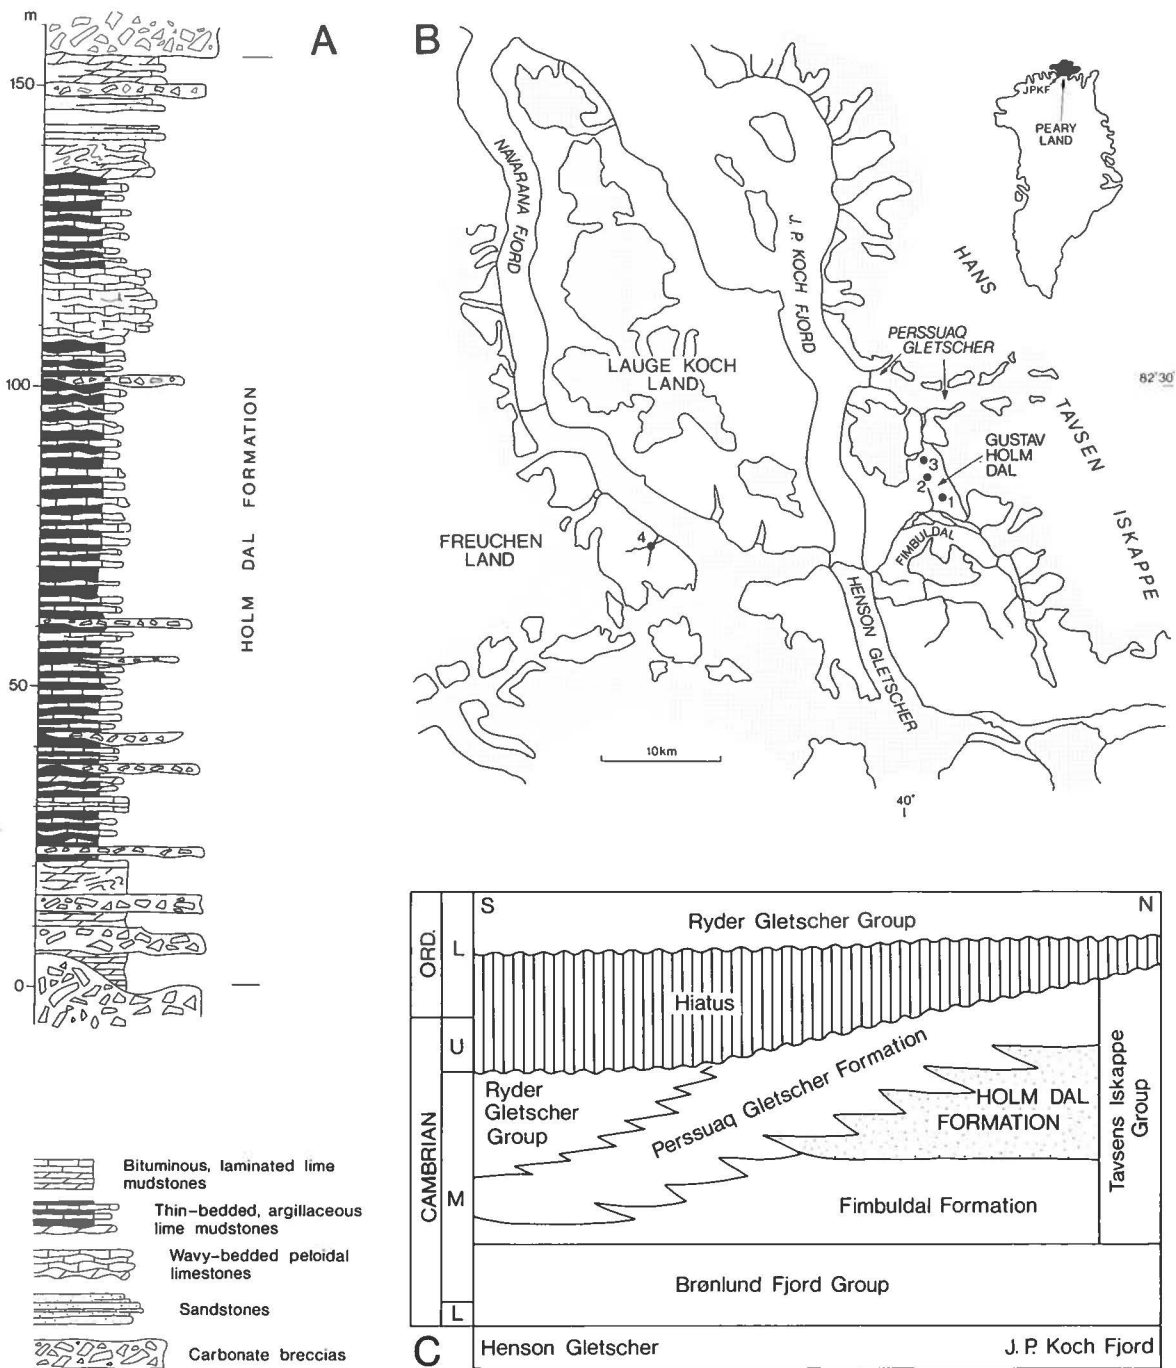 m
A
150
100
50
0
HOLM DAL FORMATION
Bituminous, laminated lime
mudstones
Thin-bedded, argillaceous
lime mudstones
Wavy-bedded peloidal
limestones
Sandstones
Carbonate breccias
B
NAVARANA FJORD
J. P. KOCH FJORD
LAUGE KOCH
LAND
FREUCHEN
LAND
4
HENSON GLETSCHER
FIMBULDAL
PERSSUAQ
GLETSCHER
GUSTAV
HOLM
DAL
3
2
1
HANS
TAVSEN
ISKAPPE
82°30'
40°
10km
JPKF
PEARY
LAND
C
ORD.
CAMBRIAN
L
U
M
L
S
N
Ryder Gletscher Group
Hiatus
Ryder
Gletscher
Group
Perssuaq Gletscher Formation
HOLM DAL
FORMATION
Fimbuldal Formation
Tavsens Iskappe
Group
Brønlund Fjord Group
Henson Gletscher
J. P. Koch Fjord